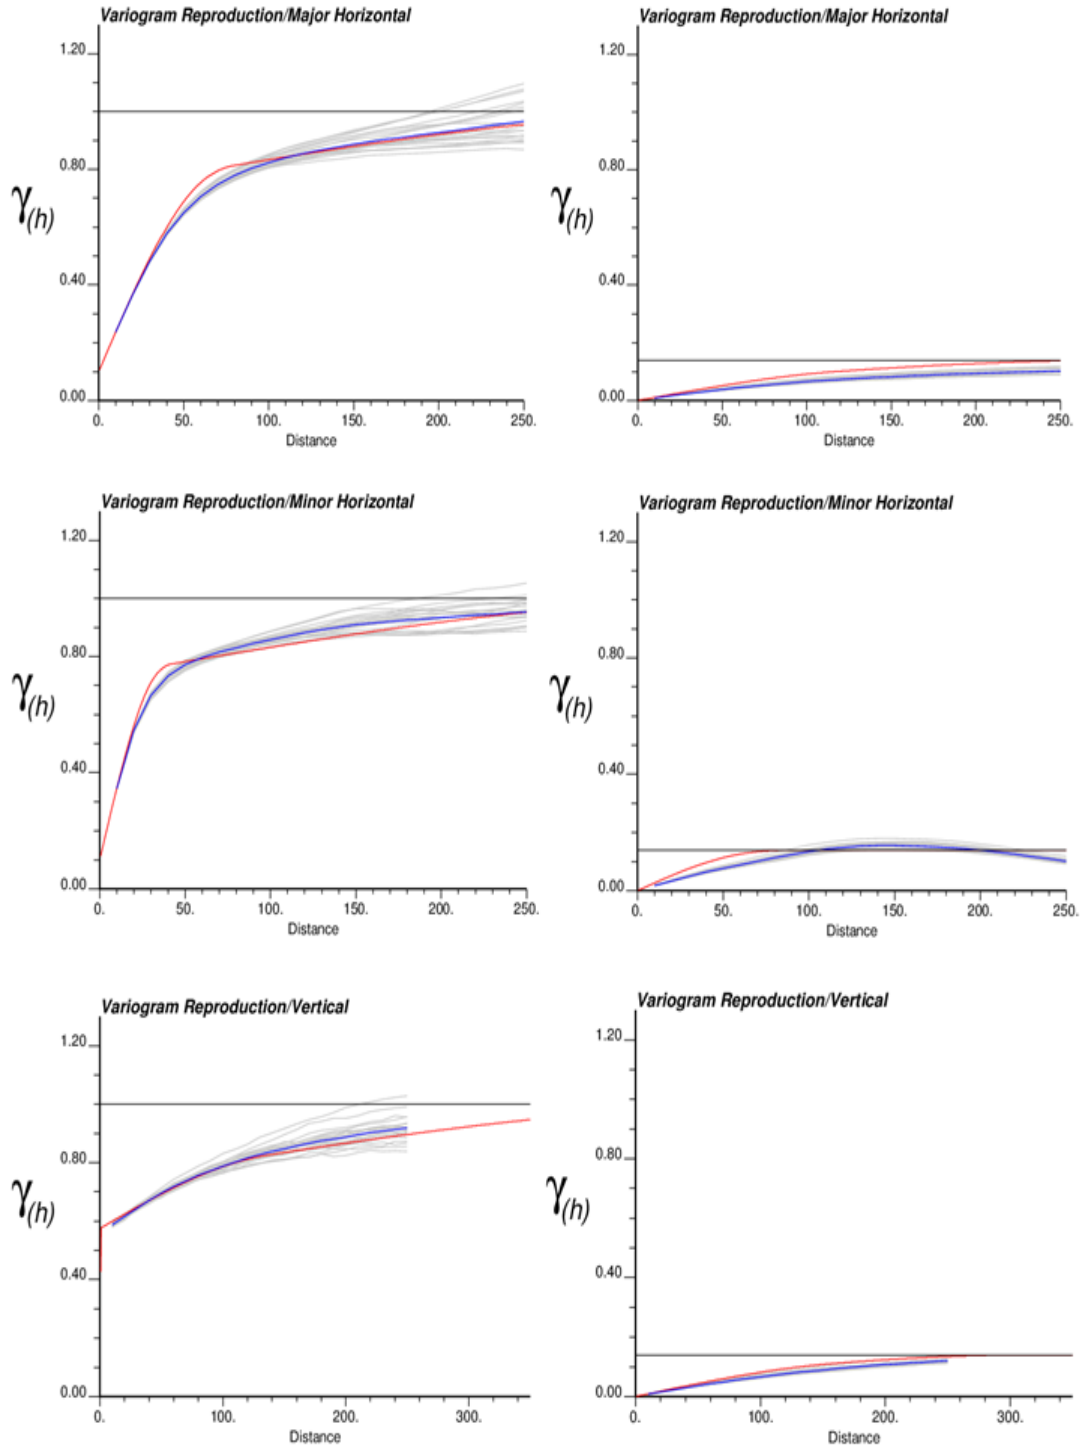 Variogram Reproduction/Major Horizontal
1.20
0.80
γ(h)
0.40
0.00
0. 50. 100. 150. 200. 250.
Distance
Variogram Reproduction/Major Horizontal
1.20
0.80
γ(h)
0.40
0.00
0. 50. 100. 150. 200. 250.
Distance
Variogram Reproduction/Minor Horizontal
1.20
0.80
γ(h)
0.40
0.00
0. 50. 100. 150. 200. 250.
Distance
Variogram Reproduction/Minor Horizontal
1.20
0.80
γ(h)
0.40
0.00
0. 50. 100. 150. 200. 250.
Distance
Variogram Reproduction/Vertical
1.20
0.80
γ(h)
0.40
0.00
0. 100. 200. 300.
Distance
Variogram Reproduction/Vertical
1.20
0.80
γ(h)
0.40
0.00
0. 100. 200. 300.
Distance